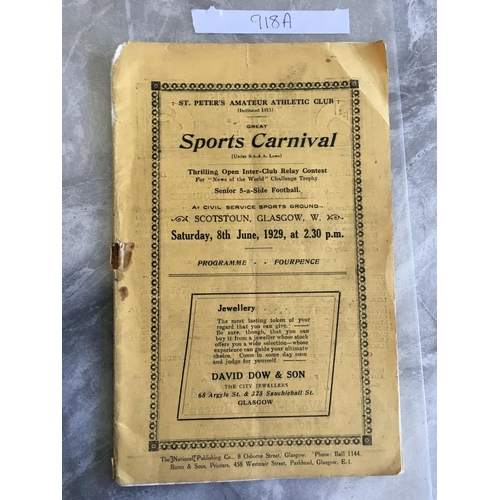 918A
: ST. PETER'S AMATEUR ATHLETIC CLUB :
GREAT
Sports Carnival
(Under S.A.A.A. Laws)
Thrilling Open Inter-Club Relay Contest
For "News of the World" Challenge Trophy.
Senior 5-a-Side Football.
At CIVIL SERVICE SPORTS GROUND
SCOTSTOUN, GLASGOW, W.
Saturday, 8th June, 1929, at 2.30 p.m.
PROGRAMME - - FOURPENCE
Jewellery
The most lasting token of your
regard that you can give.
Be sure, though, that you can
buy it from a jeweller whose stock
offers you a wide selection—whose
experience can guide your ultimate
choice. Come in some day soon
and judge for yourself.
DAVID DOW & SON
THE CITY JEWELLERS
68 Argyle St. & 328 Sauchiehall St.
GLASGOW
The National Publishing Co., 8 Osborne Street, Glasgow. 'Phone: Bell 1144.
Burns & Sons, Printers, 458 Westmuir Street, Parkhead, Glasgow, E.1.